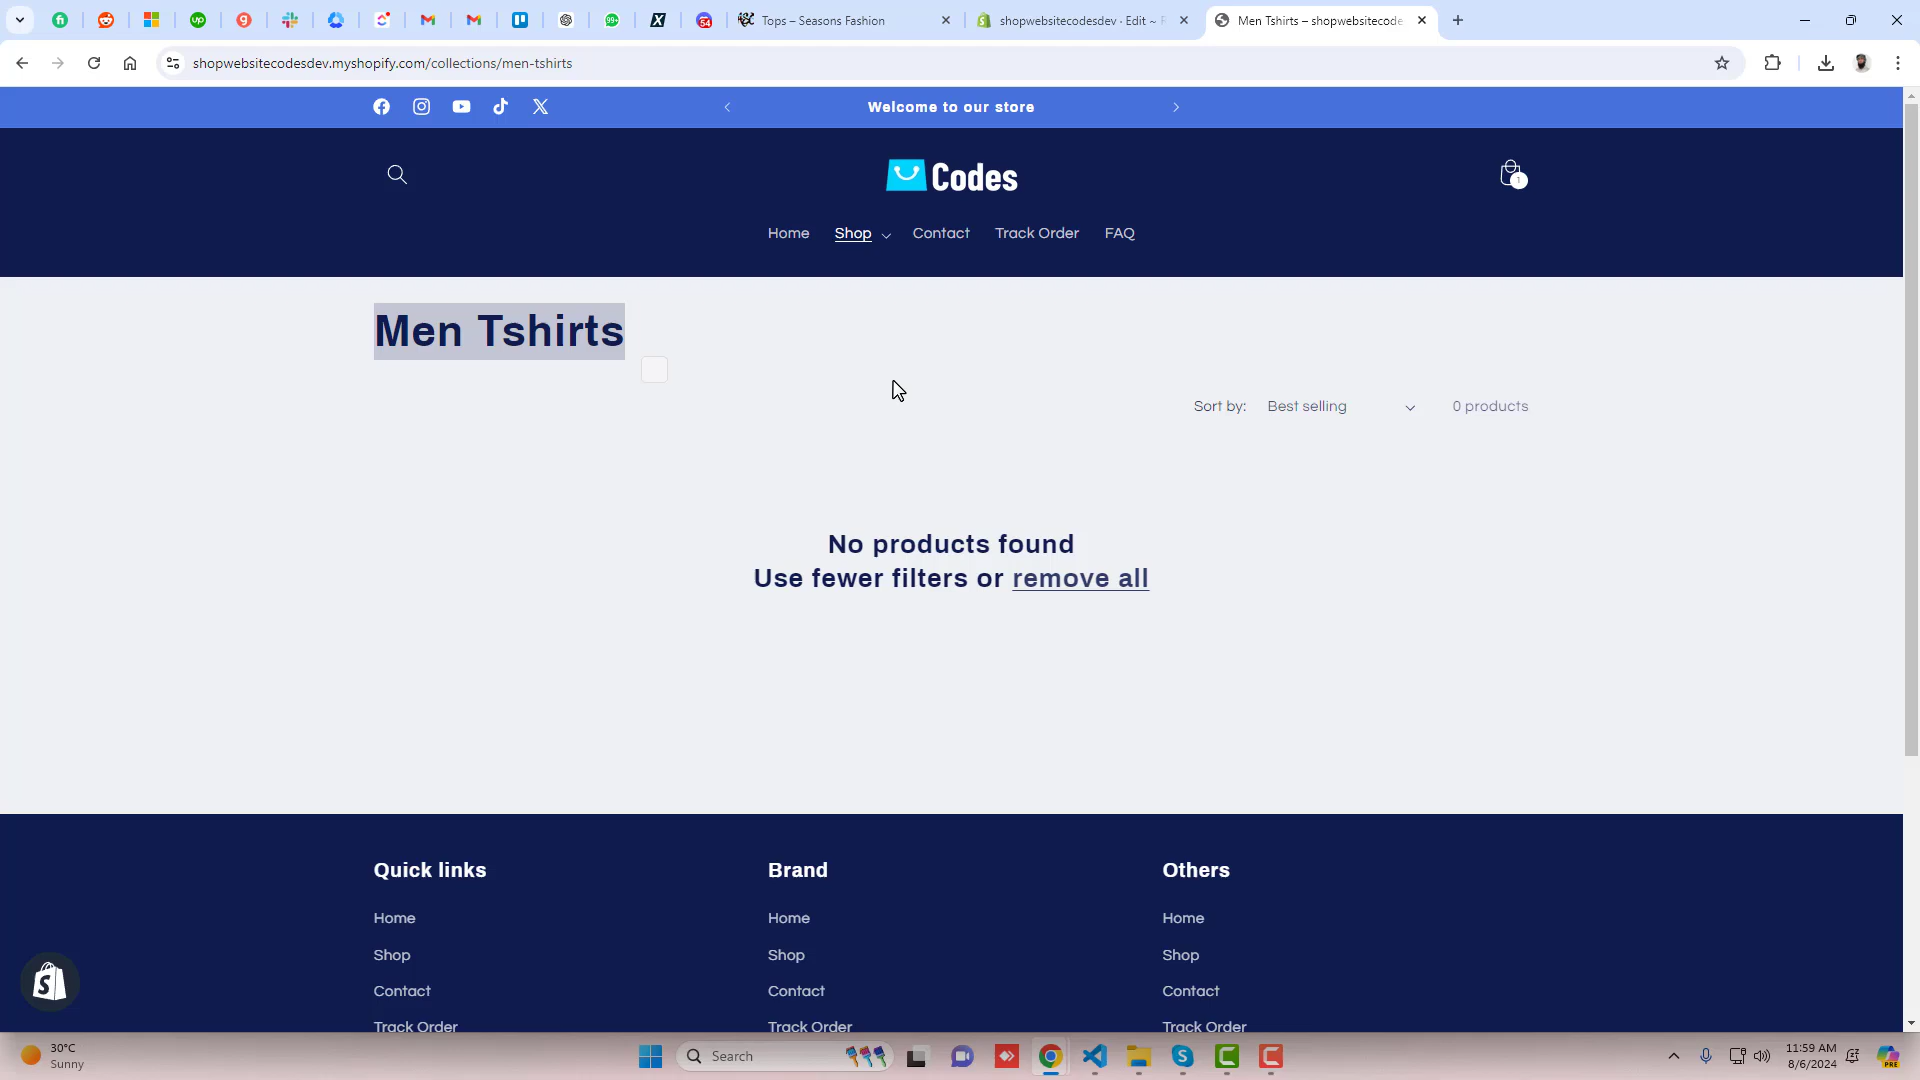 Tops – Seasons Fashion
shopwebsitecodesdev · Edit ~
Men Tshirts – shopwebsitecode
shopwebsitecodesdev.myshopify.com/collections/men-tshirts
Welcome to our store
Codes
1
Home Shop Contact Track Order FAQ
Men Tshirts
Sort by: Best selling 0 products
No products found
Use fewer filters or remove all
Quick links
Home
Shop
Contact
Track Order
Brand
Home
Shop
Contact
Track Order
Others
Home
Shop
Contact
Track Order
30°C
Sunny
Search
11:59 AM
8/6/2024
PRE